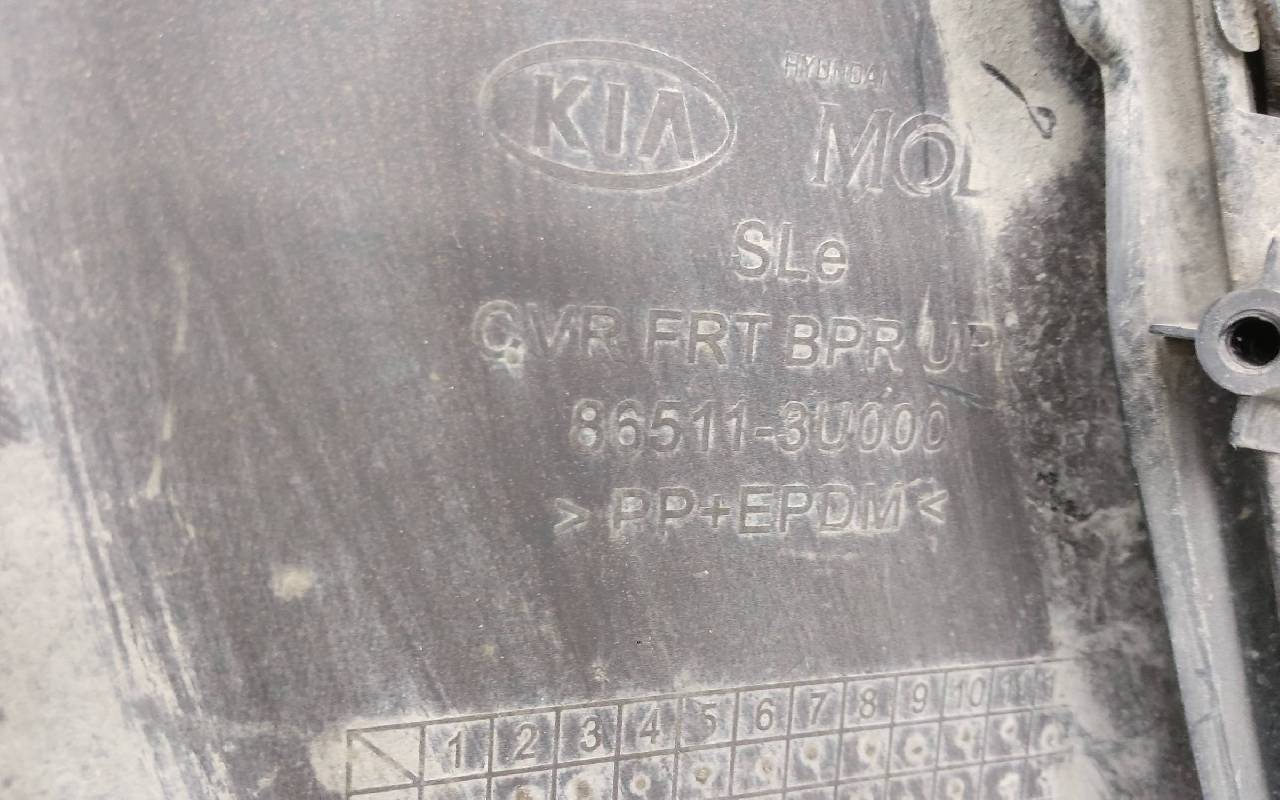 KIA
HYUNDAI
MO
SLe
CVR FRT BPR UP
86511-3U000
> PP+EPDM <
1 2 3 4 5 6 7 8 9 10 11